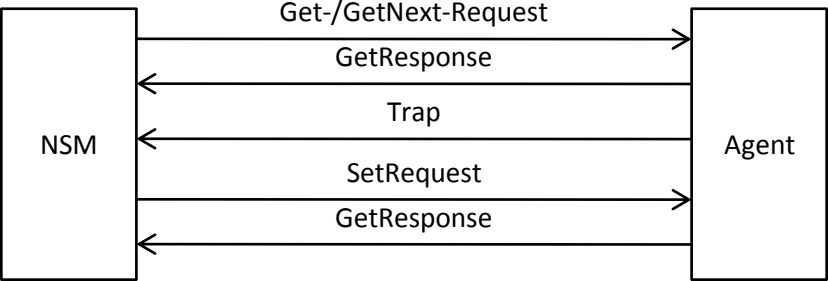 Get-/GetNext-Request
GetResponse
Trap
NSM
Agent
SetRequest
GetResponse